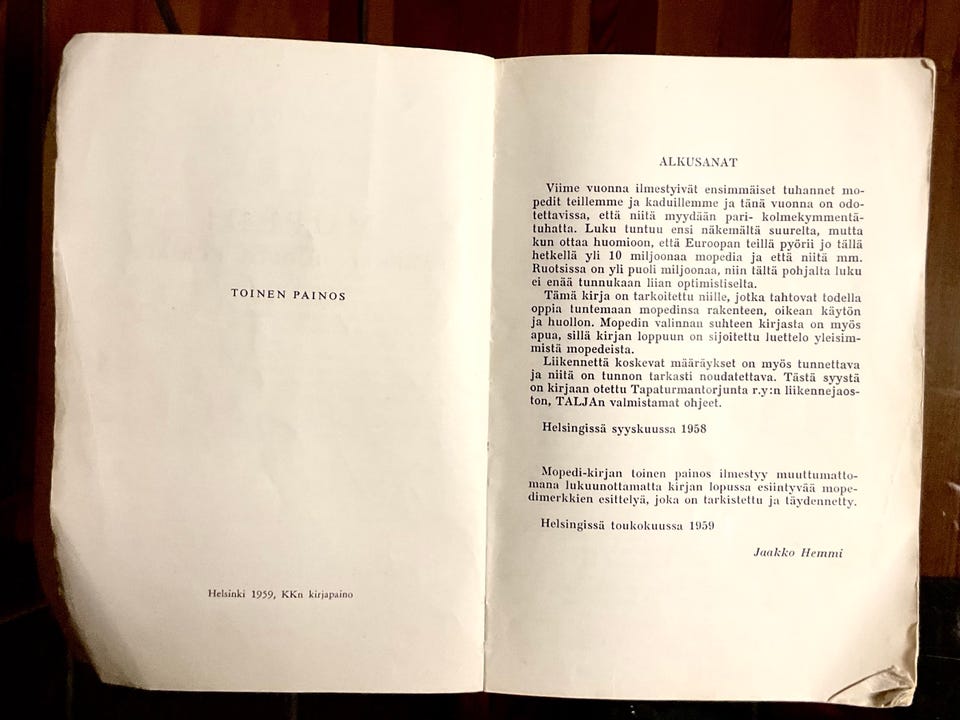 TOINEN PAINOS
Helsinki 1959, KKn kirjapaino
ALKUSANAT
Viime vuonna ilmestyivät ensimmäiset tuhannet mo-
pedit teillemme ja kaduillemme ja tänä vuonna on odo-
tettavissa, että niitä myydään pari- kolmekymmentä-
tuhatta. Luku tuntuu ensi näkemältä suurelta, mutta
kun ottaa huomioon, että Euroopan teillä pyörii jo tällä
hetkellä yli 10 miljoonaa mopedia ja että niitä mm.
Ruotsissa on yli puoli miljoonaa, niin tältä pohjalta luku
ei enää tunnukaan liian optimistiselta.
Tämä kirja on tarkoitettu niille, jotka tahtovat todella
oppia tuntemaan mopedinsa rakenteen, oikean käytön
ja huollon. Mopedin valinnan suhteen kirjasta on myös
apua, sillä kirjan loppuun on sijoitettu luettelo yleisim-
mistä mopedeista.
Liikennettä koskevat määräykset on myös tunnettava
ja niitä on tunnon tarkasti noudatettava. Tästä syystä
on kirjaan otettu Tapaturmantorjunta r.y:n liikennejaos-
ton, TALJAn valmistamat ohjeet.
Helsingissä syyskuussa 1958
Mopedi-kirjan toinen painos ilmestyy muuttumatto-
mana lukuunottamatta kirjan lopussa esiintyvää mope-
dimerkkien esittelyä, joka on tarkistettu ja täydennetty.
Helsingissä toukokuussa 1959
Jaakko Hemmi